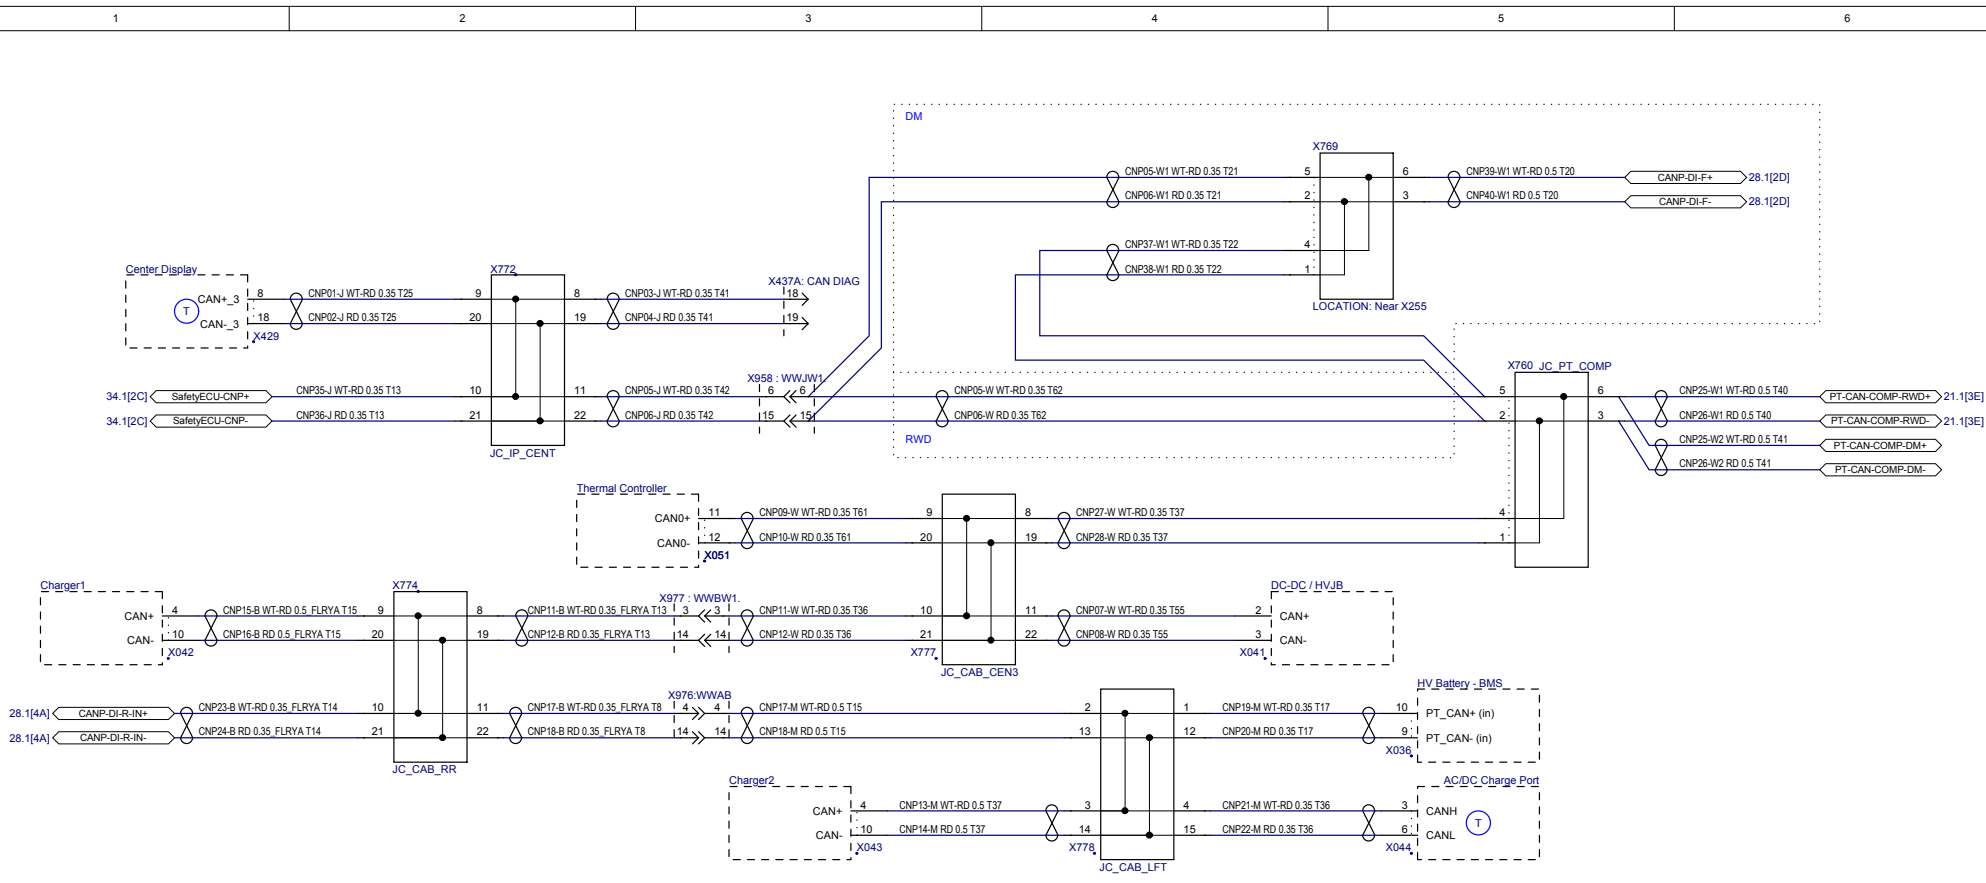 1 2 3 4 5 6
DM
X769
5 CNP05-W1 WT-RD 0.35 T21
2 CNP06-W1 RD 0.35 T21
6 CNP39-W1 WT-RD 0.5 T20 CANP-DI-F+ 28.1[2D]
3 CNP40-W1 RD 0.5 T20 CANP-DI-F- 28.1[2D]
CNP37-W1 WT-RD 0.35 T22 4
CNP38-W1 RD 0.35 T22 1
LOCATION: Near X255
Center Display
CAN+_3 8 CNP01-J WT-RD 0.35 T25 9
T
CAN-_3 18 CNP02-J RD 0.35 T25 20
X429
X772
8 CNP03-J WT-RD 0.35 T41 18
19 CNP04-J RD 0.35 T41 19
X437A: CAN DIAG
34.1[2C] SafetyECU-CNP+ CNP35-J WT-RD 0.35 T13 10
34.1[2C] SafetyECU-CNP- CNP36-J RD 0.35 T13 21
11 CNP05-J WT-RD 0.35 T42 6 6
22 CNP06-J RD 0.35 T42 15 15
JC_IP_CENT
X958 : WWJW1.
CNP05-W WT-RD 0.35 T62 5
CNP06-W RD 0.35 T62 2
RWD
X760 JC_PT_COMP
6 CNP25-W1 WT-RD 0.5 T40 PT-CAN-COMP-RWD+ 21.1[3E]
3 CNP26-W1 RD 0.5 T40 PT-CAN-COMP-RWD- 21.1[3E]
CNP25-W2 WT-RD 0.5 T41 PT-CAN-COMP-DM+
CNP26-W2 RD 0.5 T41 PT-CAN-COMP-DM-
Thermal Controller
CAN0+ 11 CNP09-W WT-RD 0.35 T61 9
CAN0- 12 CNP10-W RD 0.35 T61 20
X051
8 CNP27-W WT-RD 0.35 T37 4
19 CNP28-W RD 0.35 T37 1
Charger1
CAN+ 4 CNP15-B WT-RD 0.5_FLRYA T15 9
CAN- 10 CNP16-B RD 0.5_FLRYA T15 20
X042
X774
8 CNP11-B WT-RD 0.35_FLRYA T13 3 3
19 CNP12-B RD 0.35_FLRYA T13 14 14
X977 : WWBW1.
CNP11-W WT-RD 0.35 T36 10
CNP12-W RD 0.35 T36 21
X777
JC_CAB_CEN3
11 CNP07-W WT-RD 0.35 T55 2 CAN+
22 CNP08-W RD 0.35 T55 3 CAN-
DC-DC / HVJB
X041
28.1[4A] CANP-DI-R-IN+ CNP23-B WT-RD 0.35_FLRYA T14 10
28.1[4A] CANP-DI-R-IN- CNP24-B RD 0.35_FLRYA T14 21
JC_CAB_RR
11 CNP17-B WT-RD 0.35_FLRYA T8 4 4
22 CNP18-B RD 0.35_FLRYA T8 14 14
X976:WWAB
CNP17-M WT-RD 0.5 T15 2
CNP18-M RD 0.5 T15 13
1 CNP19-M WT-RD 0.35 T17 10 PT_CAN+ (in)
12 CNP20-M RD 0.35 T17 9 PT_CAN- (in)
HV Battery - BMS
X036
Charger2
CAN+ 4 CNP13-M WT-RD 0.5 T37 3
CAN- 10 CNP14-M RD 0.5 T37 14
X043
X778
JC_CAB_LFT
AC/DC Charge Port
4 CNP21-M WT-RD 0.35 T36 3 CANH
15 CNP22-M RD 0.35 T36 6 CANL
T
X044